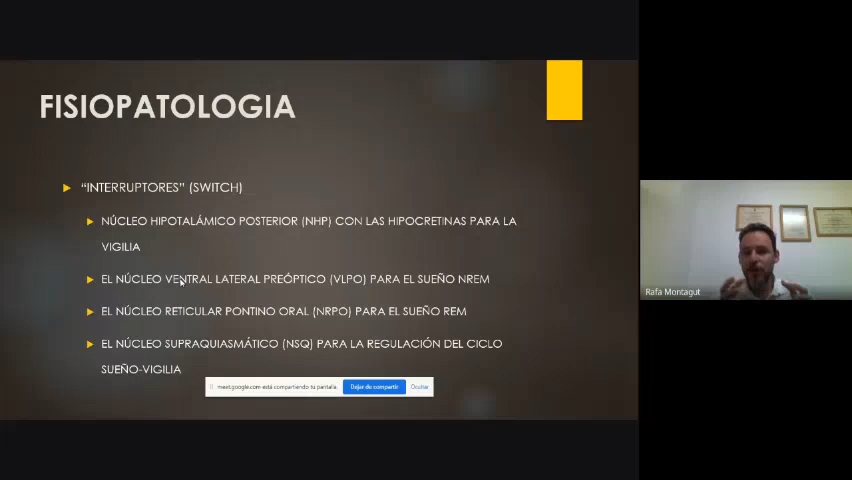 FISIOPATOLOGIA
"INTERRUPTORES" (SWITCH)
NÚCLEO HIPOTALÁMICO POSTERIOR (NHP) CON LAS HIPOCRETINAS PARA LA
VIGILIA
EL NÚCLEO VENTRAL LATERAL PREÓPTICO (VLPO) PARA EL SUEÑO NREM
EL NÚCLEO RETICULAR PONTINO ORAL (NRPO) PARA EL SUEÑO REM
EL NÚCLEO SUPRAQUIASMÁTICO (NSQ) PARA LA REGULACIÓN DEL CICLO
SUEÑO-VIGILIA
meet.google.com está compartiendo tu pantalla.
Dejar de compartir
Ocultar
Rafa Montagut